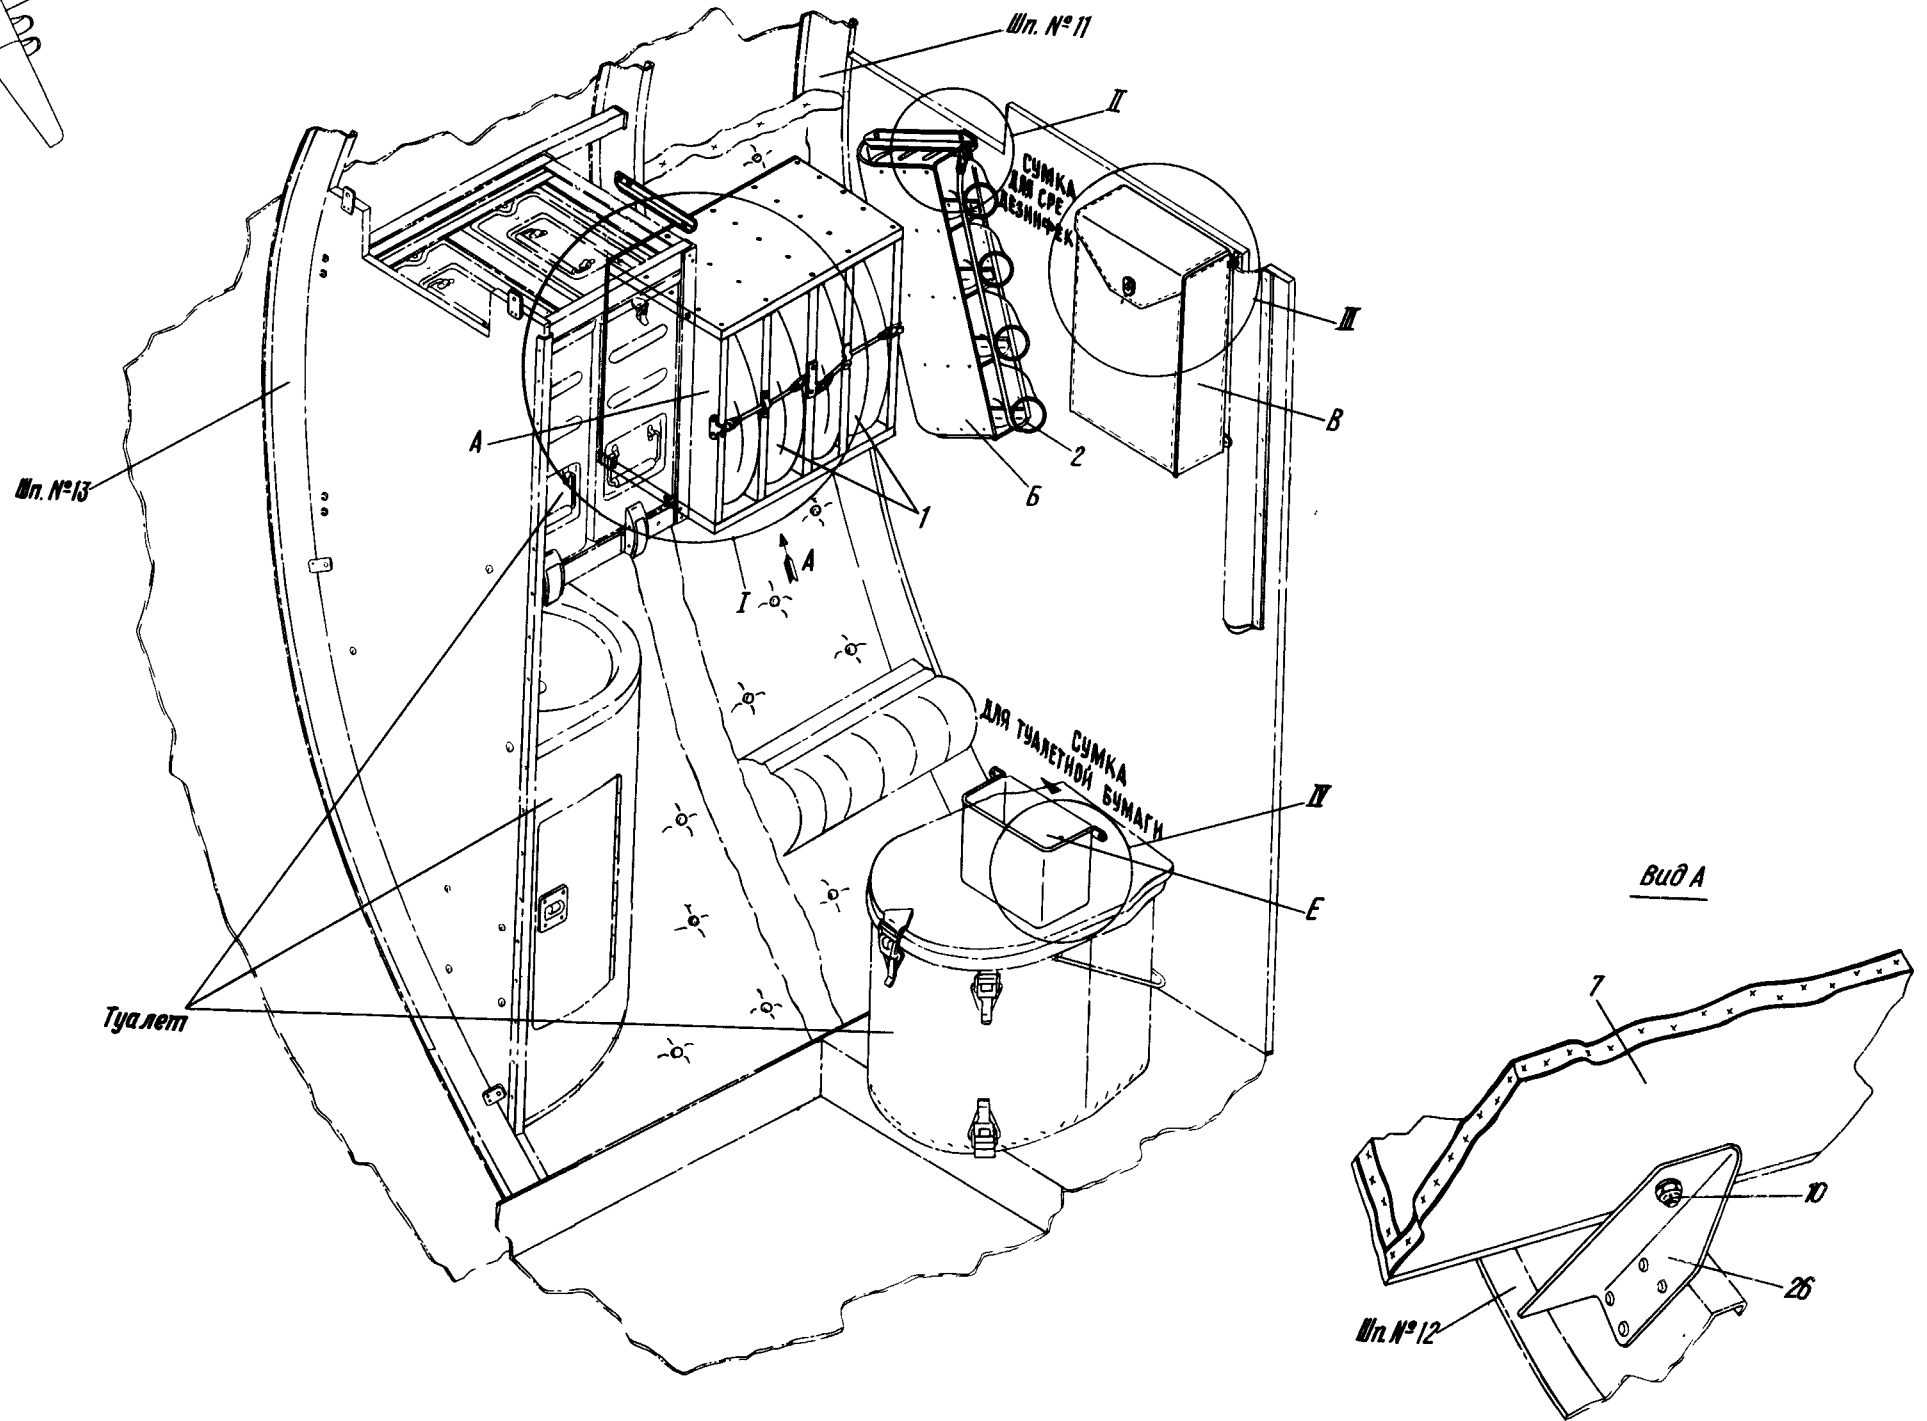 Шп. №11
II
СУМКА
ДЛЯ СРЕ
ДЕЗИНФЕК
III
А
В
2
Шп. №13
Б
1
А
I
ДЛЯ ТУАЛЕТНОЙ БУМАГИ
СУМКА
IV
Вид А
Е
7
Туалет
10
26
Шп. №12